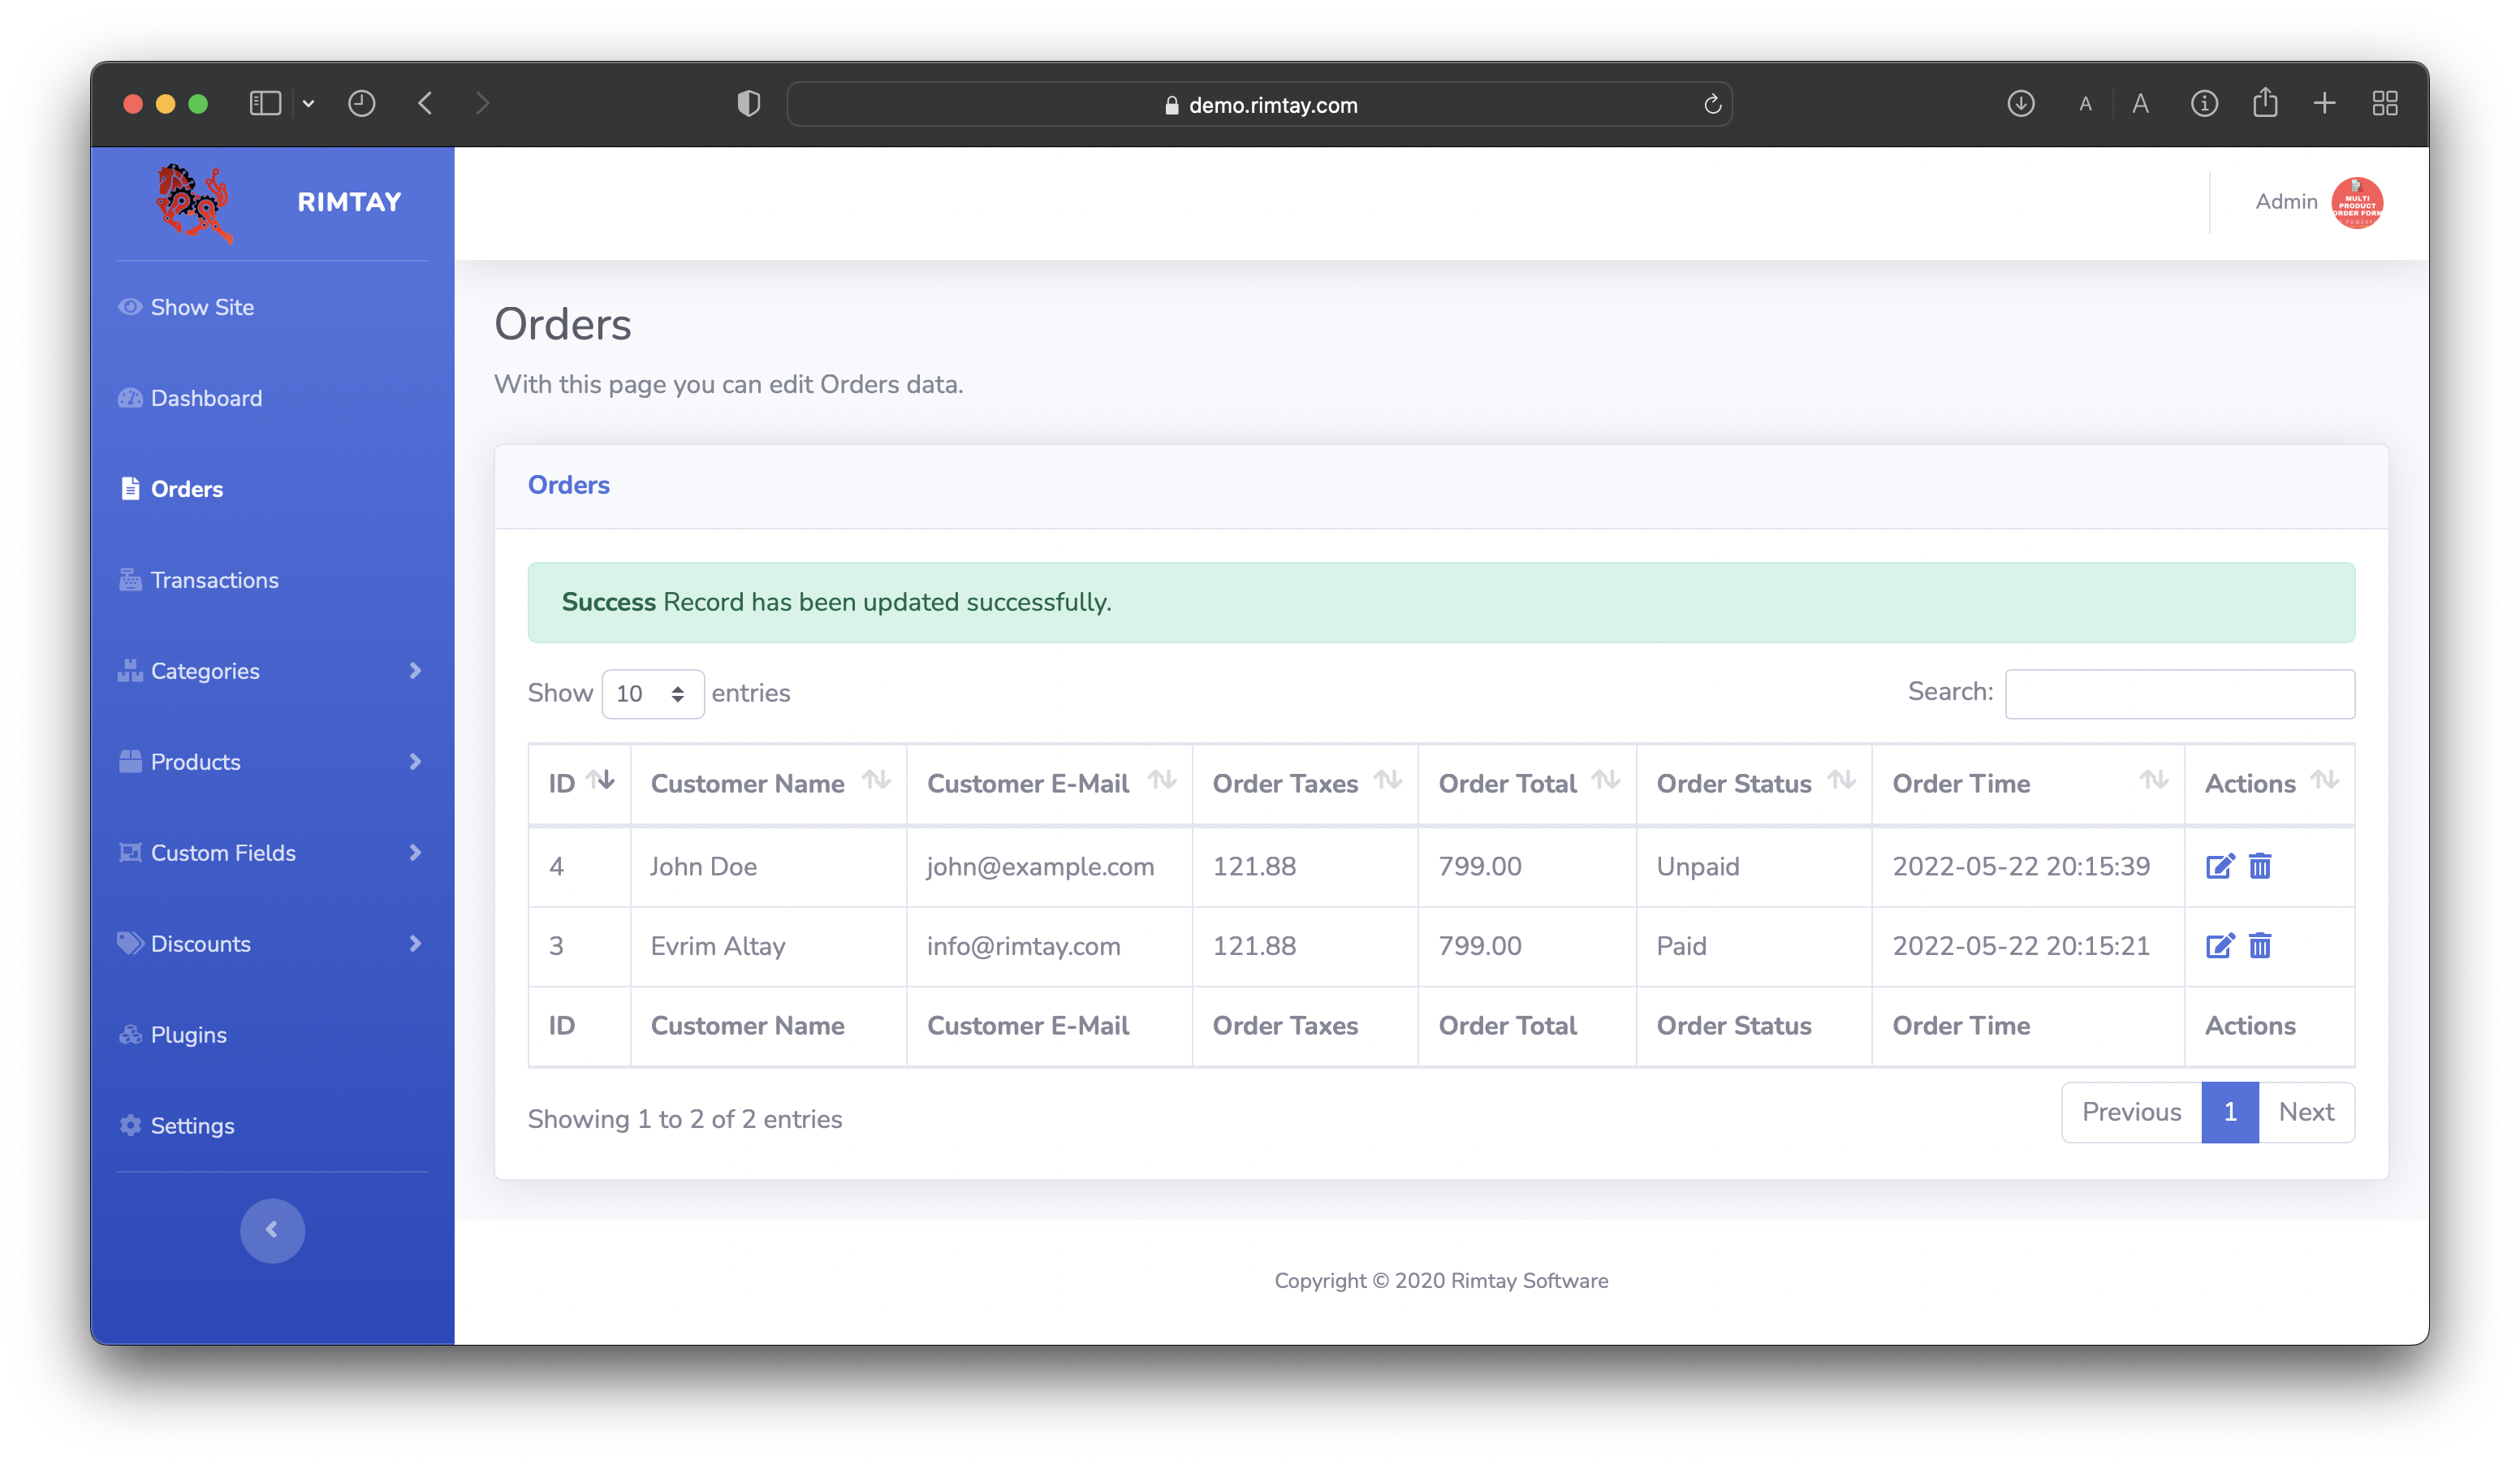 demo.rimtay.com
A A
RIMTAY
Admin
MULTI
PRODUCT
ORDER FORM
Show Site
Dashboard
Orders
Transactions
Categories
Products
Custom Fields
Discounts
Plugins
Settings
Orders
With this page you can edit Orders data.
Orders
Success Record has been updated successfully.
Show 10 entries
Search:
ID Customer Name Customer E-Mail Order Taxes Order Total Order Status Order Time Actions
4 John Doe john@example.com 121.88 799.00 Unpaid 2022-05-22 20:15:39
3 Evrim Altay info@rimtay.com 121.88 799.00 Paid 2022-05-22 20:15:21
ID Customer Name Customer E-Mail Order Taxes Order Total Order Status Order Time Actions
Showing 1 to 2 of 2 entries
Previous 1 Next
Copyright © 2020 Rimtay Software